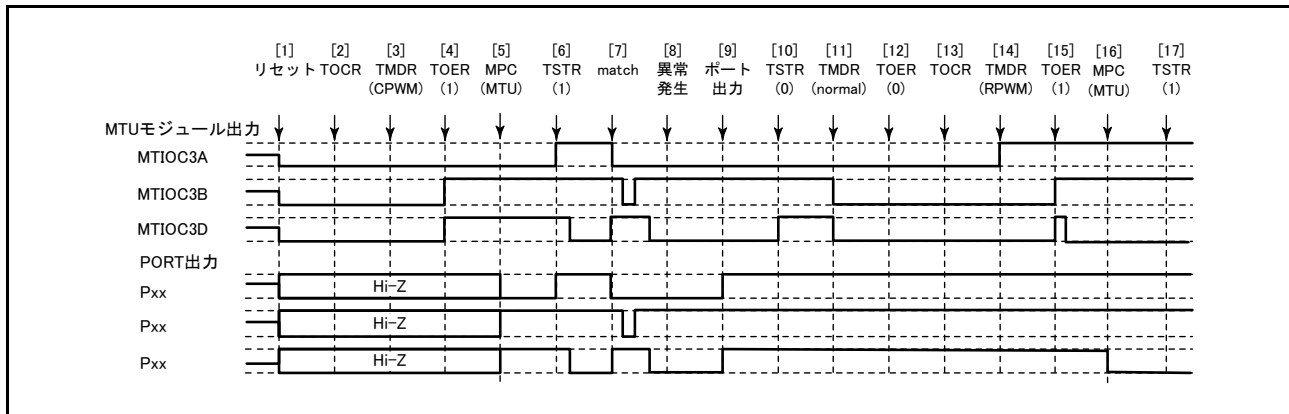 [1] [2] [3] [4] [5] [6] [7] [8] [9] [10] [11] [12] [13] [14] [15] [16] [17]
リセット TOCR TMDR TOER MPC TSTR match 異常 ポート TSTR TMDR TOER TOCR TMDR TOER MPC TSTR
(CPWM) (1) (MTU) (1) 発生 出力 (0) (normal) (0) (RPWM) (1) (MTU) (1)
MTUモジュール出力
MTIOC3A
MTIOC3B
MTIOC3D
PORT出力
Pxx Hi-Z
Pxx Hi-Z
Pxx Hi-Z